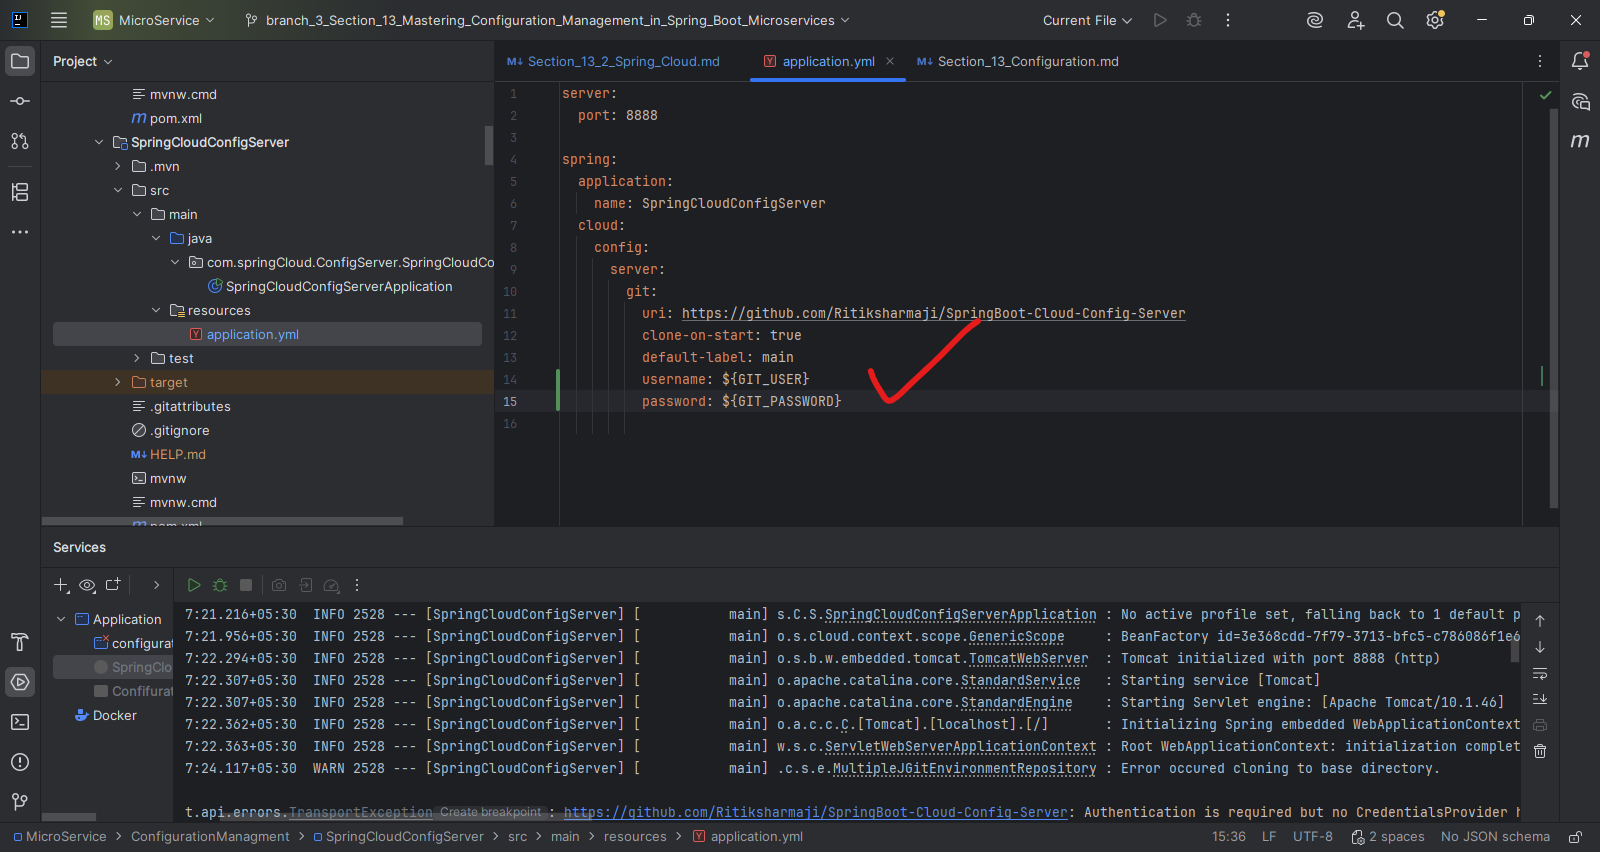 MS MicroService branch_3_Section_13_Mastering_Configuration_Management_in_Spring_Boot_Microservices Current File
Project
mvnw.cmd
m pom.xml
SpringCloudConfigServer
.mvn
src
main
java
com.springCloud.ConfigServer.SpringCloudCo
SpringCloudConfigServerApplication
resources
Y application.yml
test
target
.gitattributes
.gitignore
M↓ HELP.md
mvnw
mvnw.cmd
m pom.xml
M↓ Section_13_2_Spring_Cloud.md Y application.yml M↓ Section_13_Configuration.md
1 server:
2 port: 8888
3
4 spring:
5 application:
6 name: SpringCloudConfigServer
7 cloud:
8 config:
9 server:
10 git:
11 uri: https://github.com/Ritiksharmaji/SpringBoot-Cloud-Config-Server
12 clone-on-start: true
13 default-label: main
14 username: ${GIT_USER}
15 password: ${GIT_PASSWORD}
16
m
Services
Application
configurat
SpringClo
Confifurat
Docker
7:21.216+05:30 INFO 2528 --- [SpringCloudConfigServer] [ main] s.C.S.SpringCloudConfigServerApplication : No active profile set, falling back to 1 default p
7:21.956+05:30 INFO 2528 --- [SpringCloudConfigServer] [ main] o.s.cloud.context.scope.GenericScope : BeanFactory id=3e368cdd-7f79-3713-bfc5-c786086f1e6
7:22.294+05:30 INFO 2528 --- [SpringCloudConfigServer] [ main] o.s.b.w.embedded.tomcat.TomcatWebServer : Tomcat initialized with port 8888 (http)
7:22.307+05:30 INFO 2528 --- [SpringCloudConfigServer] [ main] o.apache.catalina.core.StandardService : Starting service [Tomcat]
7:22.307+05:30 INFO 2528 --- [SpringCloudConfigServer] [ main] o.apache.catalina.core.StandardEngine : Starting Servlet engine: [Apache Tomcat/10.1.46]
7:22.362+05:30 INFO 2528 --- [SpringCloudConfigServer] [ main] o.a.c.c.C.[Tomcat].[localhost].[/] : Initializing Spring embedded WebApplicationContext
7:22.363+05:30 INFO 2528 --- [SpringCloudConfigServer] [ main] w.s.c.ServletWebServerApplicationContext : Root WebApplicationContext: initialization complet
7:24.117+05:30 WARN 2528 --- [SpringCloudConfigServer] [ main] .c.s.e.MultipleJGitEnvironmentRepository : Error occured cloning to base directory.
t.api.errors.TransportException Create breakpoint : https://github.com/Ritiksharmaji/SpringBoot-Cloud-Config-Server: Authentication is required but no CredentialsProvider h
MicroService > ConfigurationManagment > SpringCloudConfigServer > src > main > resources > Y application.yml 15:36 LF UTF-8 2 spaces No JSON schema